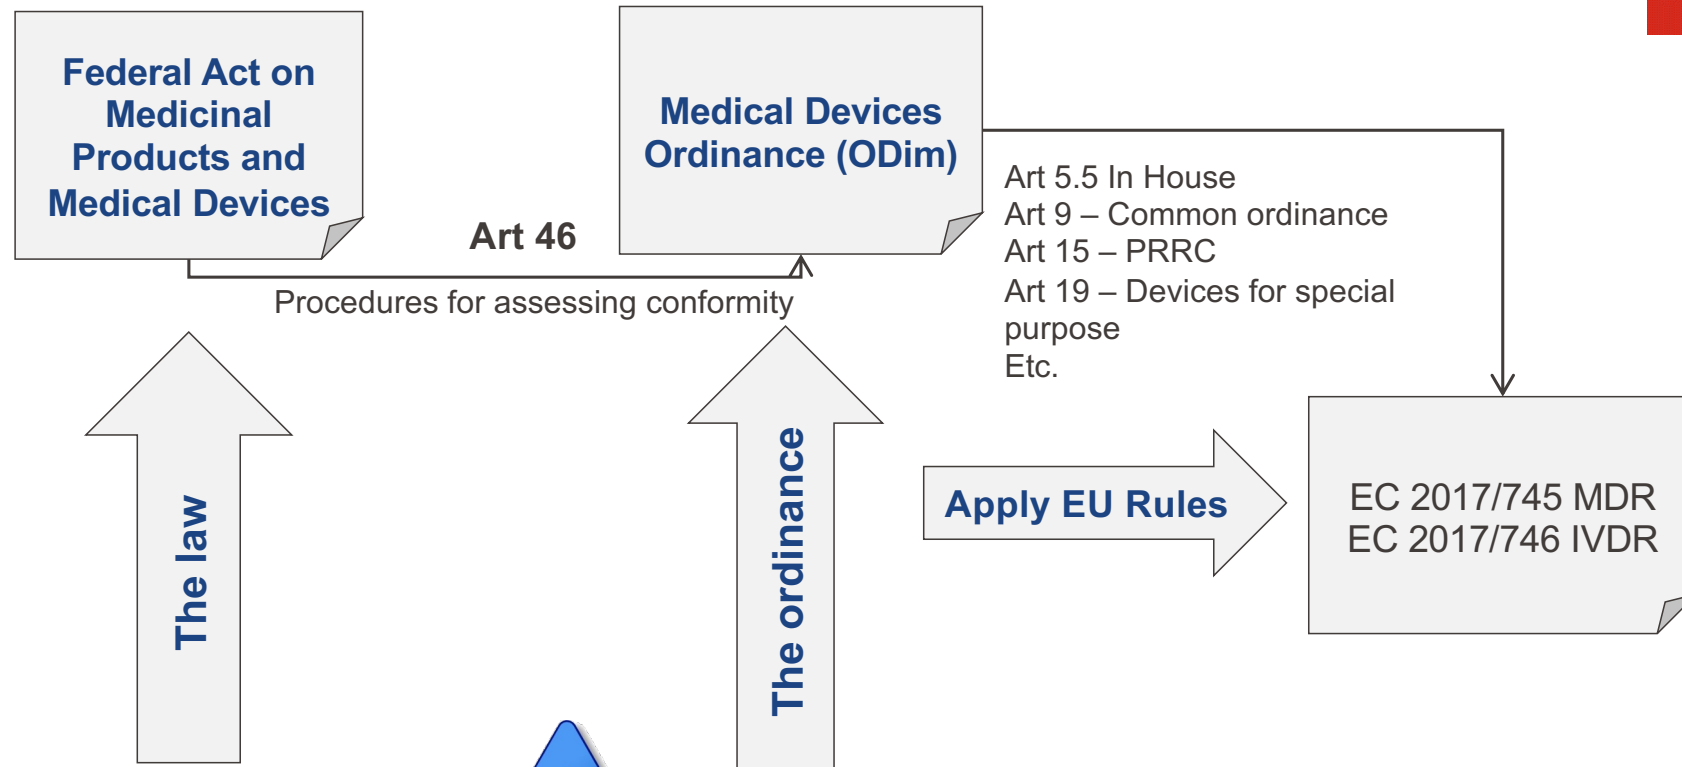 Federal Act on
Medicinal
Products and
Medical Devices
Art 46
Procedures for assessing conformity
Medical Devices
Ordinance (ODim)
Art 5.5 In House
Art 9 – Common ordinance
Art 15 – PRRC
Art 19 – Devices for special
purpose
Etc.
The law
The ordinance
Apply EU Rules
EC 2017/745 MDR
EC 2017/746 IVDR